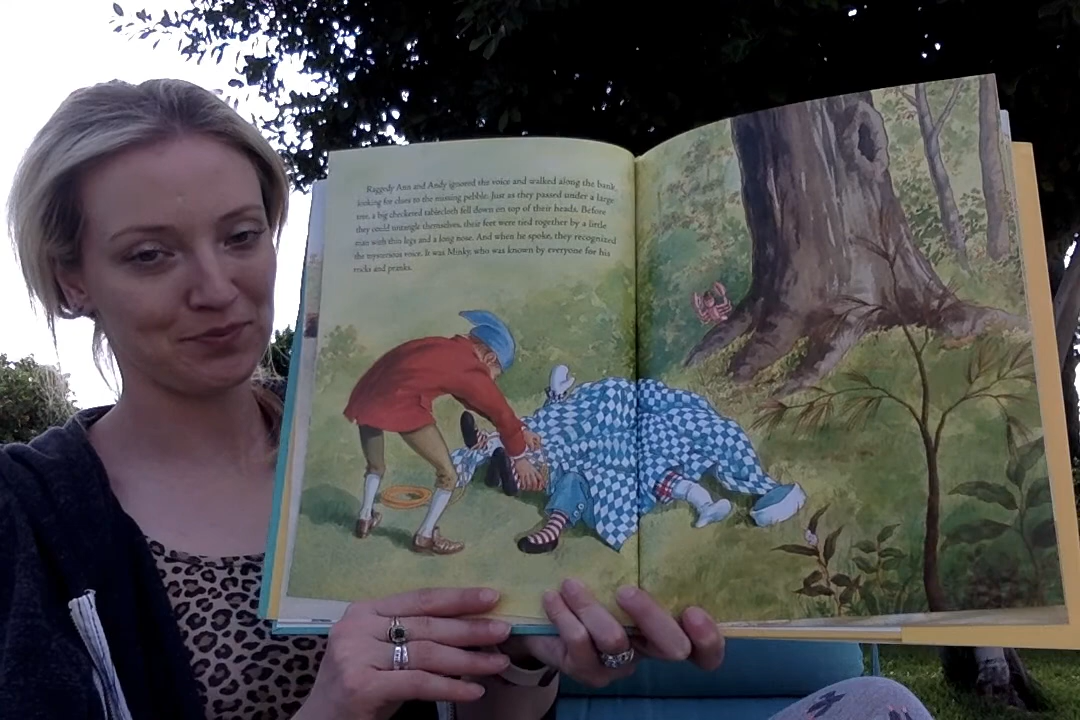 Raggedy Ann and Andy ignored the voice and walked along the bank,
looking for clues to the missing pebble. Just as they passed under a large
tree, a big checkered tablecloth fell down on top of their heads. Before
they could untangle themselves, their feet were tied together by a little
man with thin legs and a long nose. And when he spoke, they recognized
the mysterious voice. It was Minky, who was known by everyone for his
tricks and pranks.